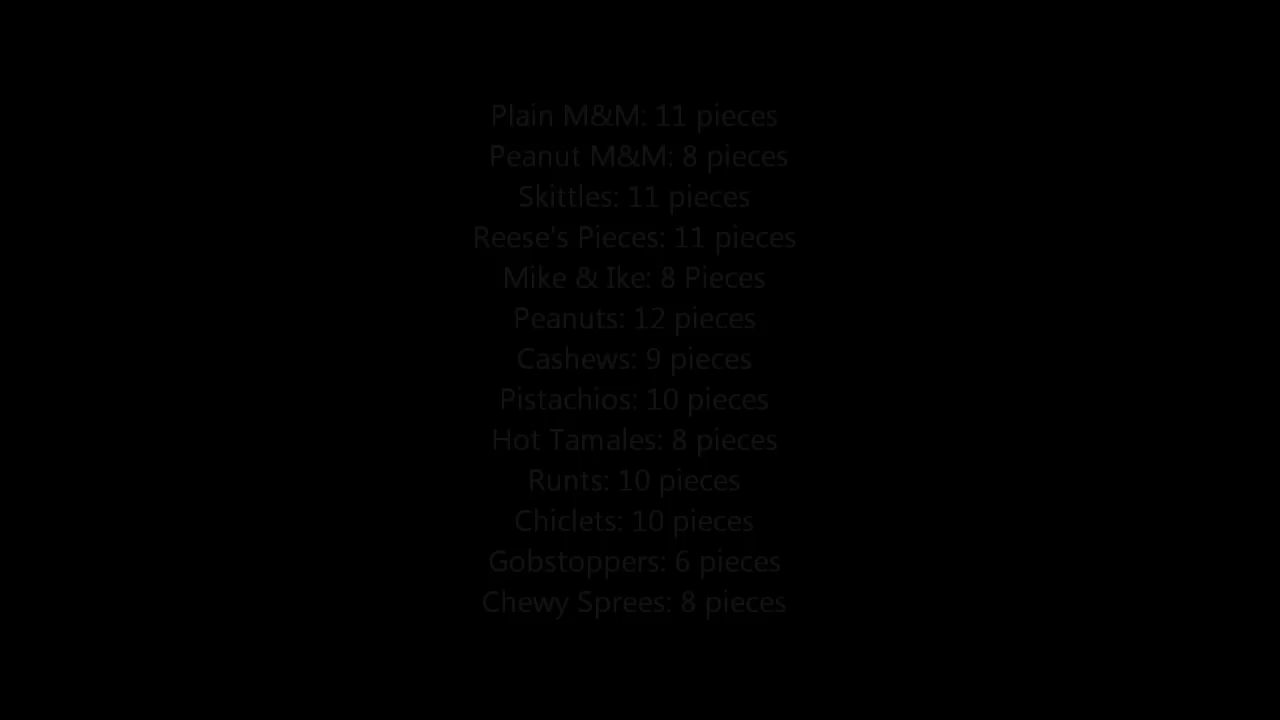 Plain M&M: 11 pieces
Peanut M&M: 8 pieces
Skittles: 11 pieces
Reese's Pieces: 11 pieces
Mike & Ike: 8 Pieces
Peanuts: 12 pieces
Cashews: 9 pieces
Pistachios: 10 pieces
Hot Tamales: 8 pieces
Runts: 10 pieces
Chiclets: 10 pieces
Gobstoppers: 6 pieces
Chewy Sprees: 8 pieces